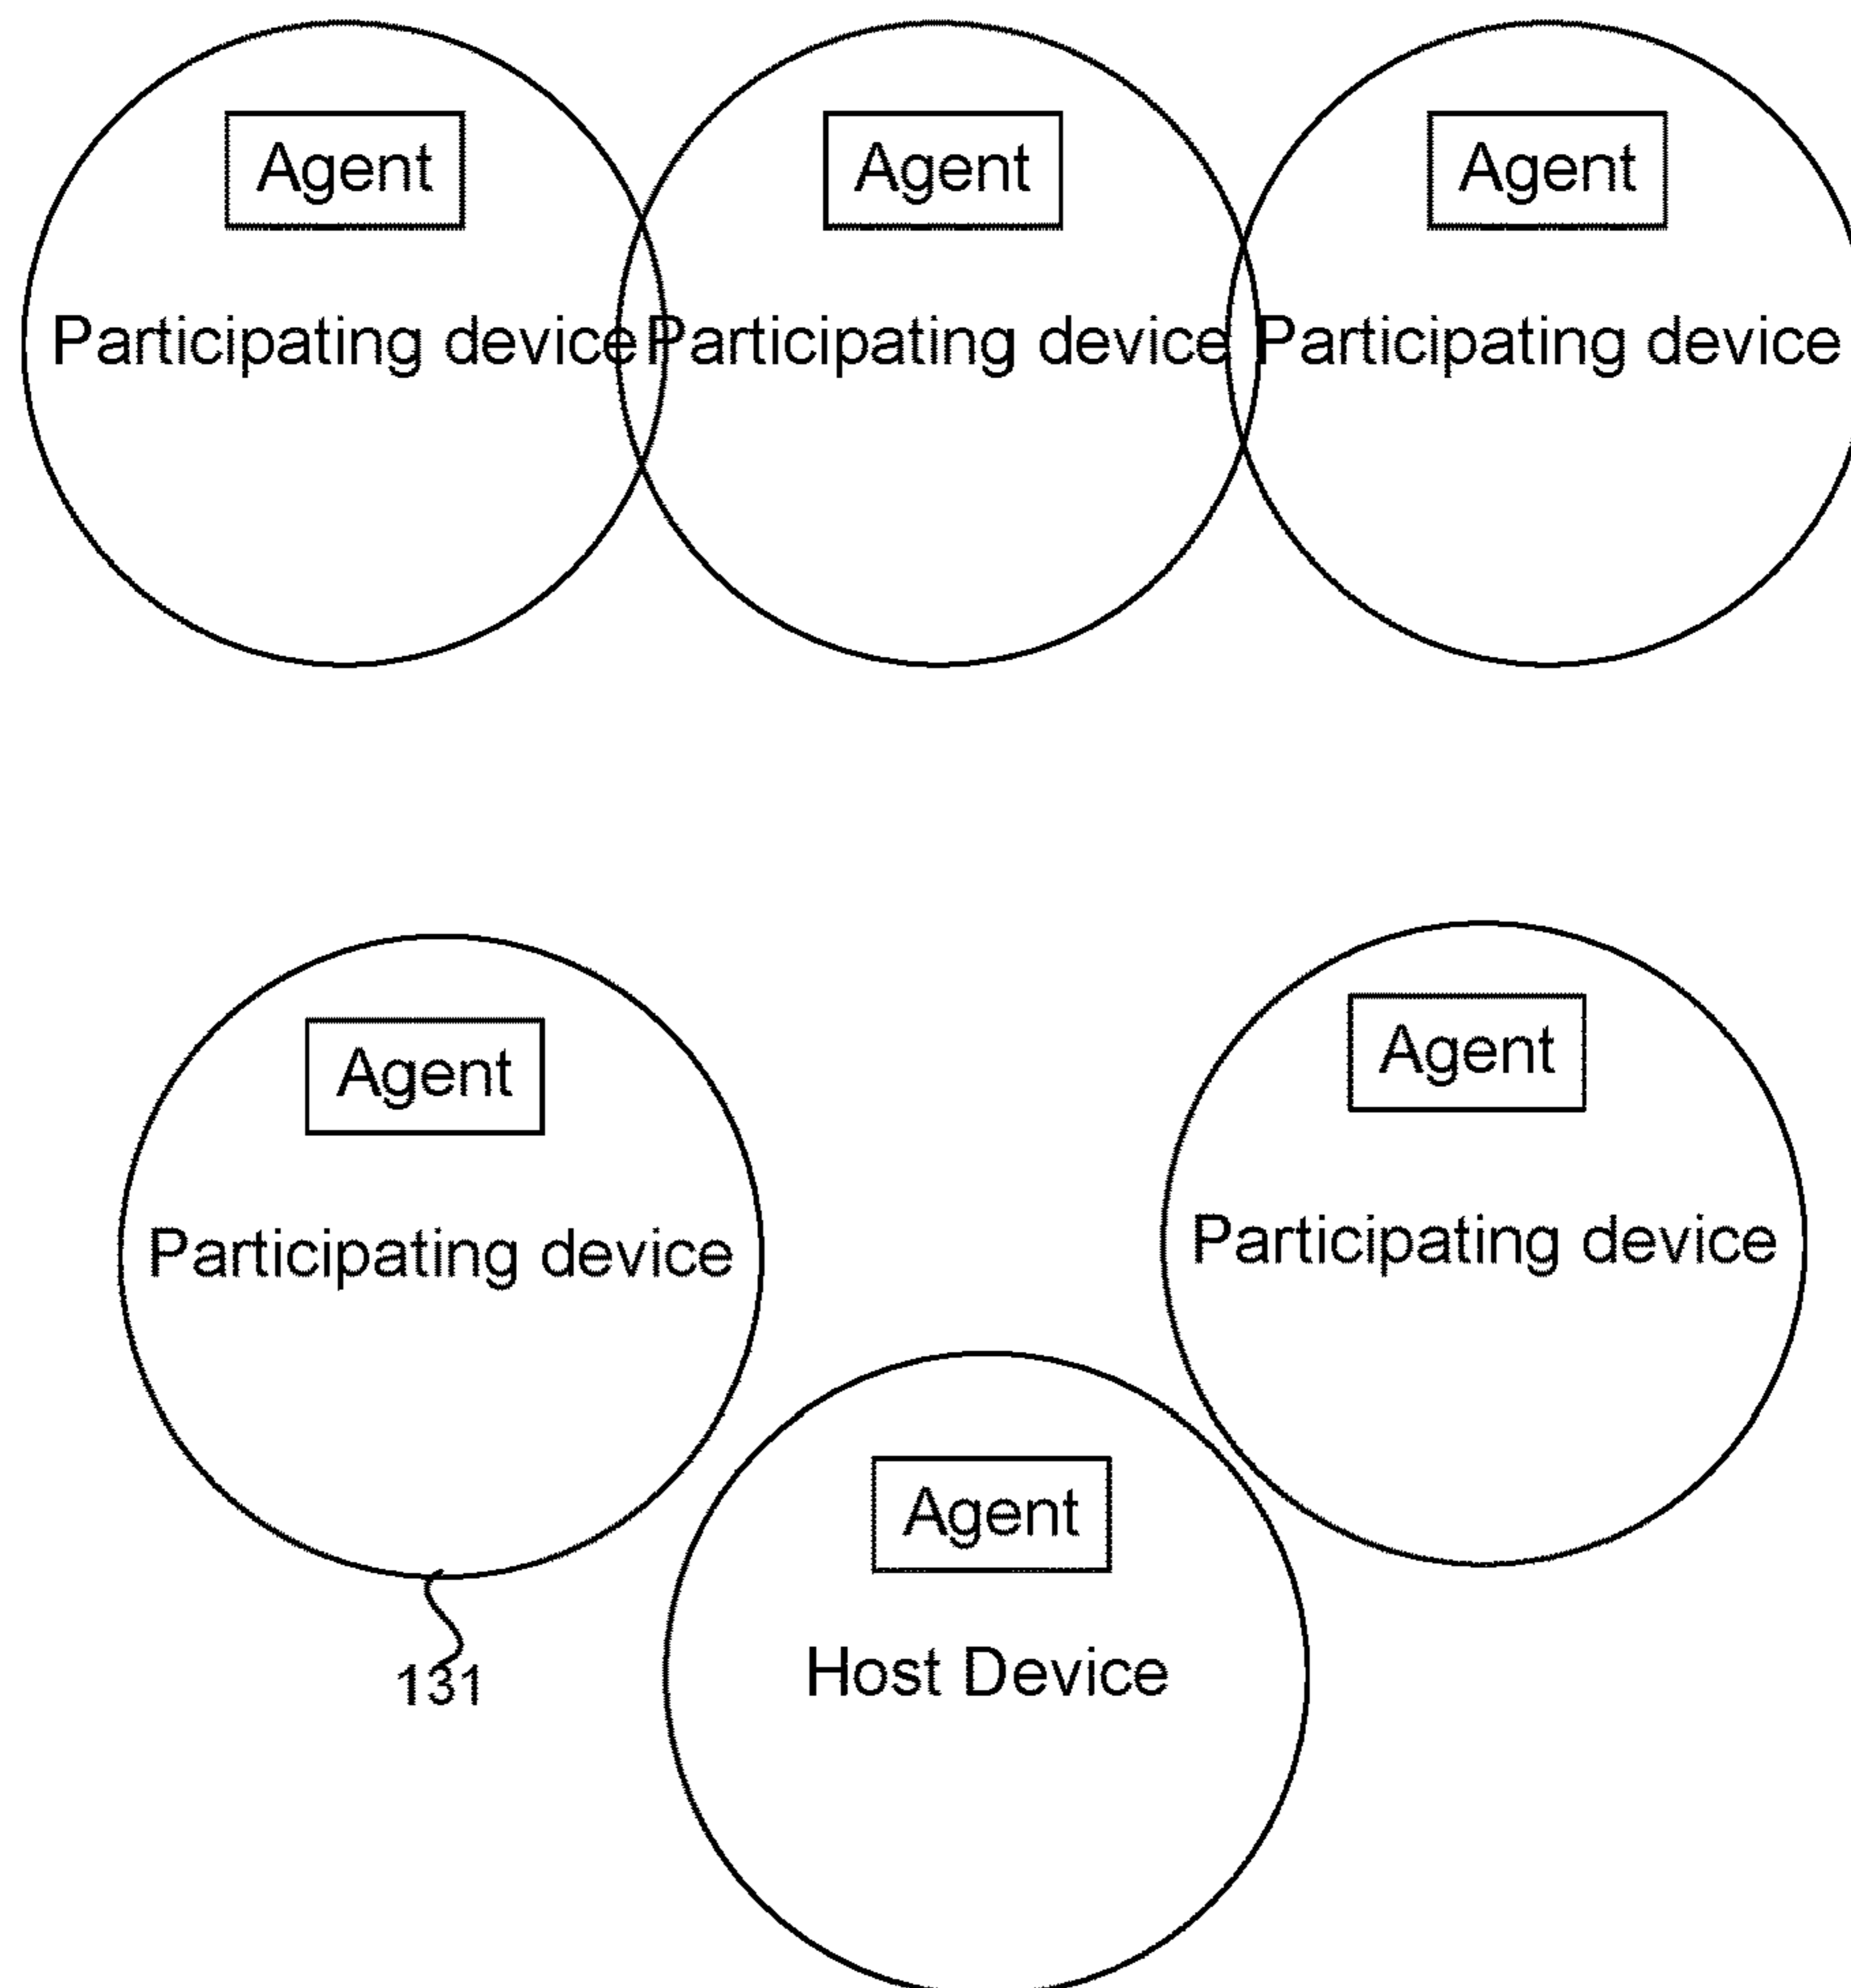 Agent Agent Agent
Participating device Participating device Participating device
Agent
Agent
Participating device
Participating device
Agent
Host Device
131